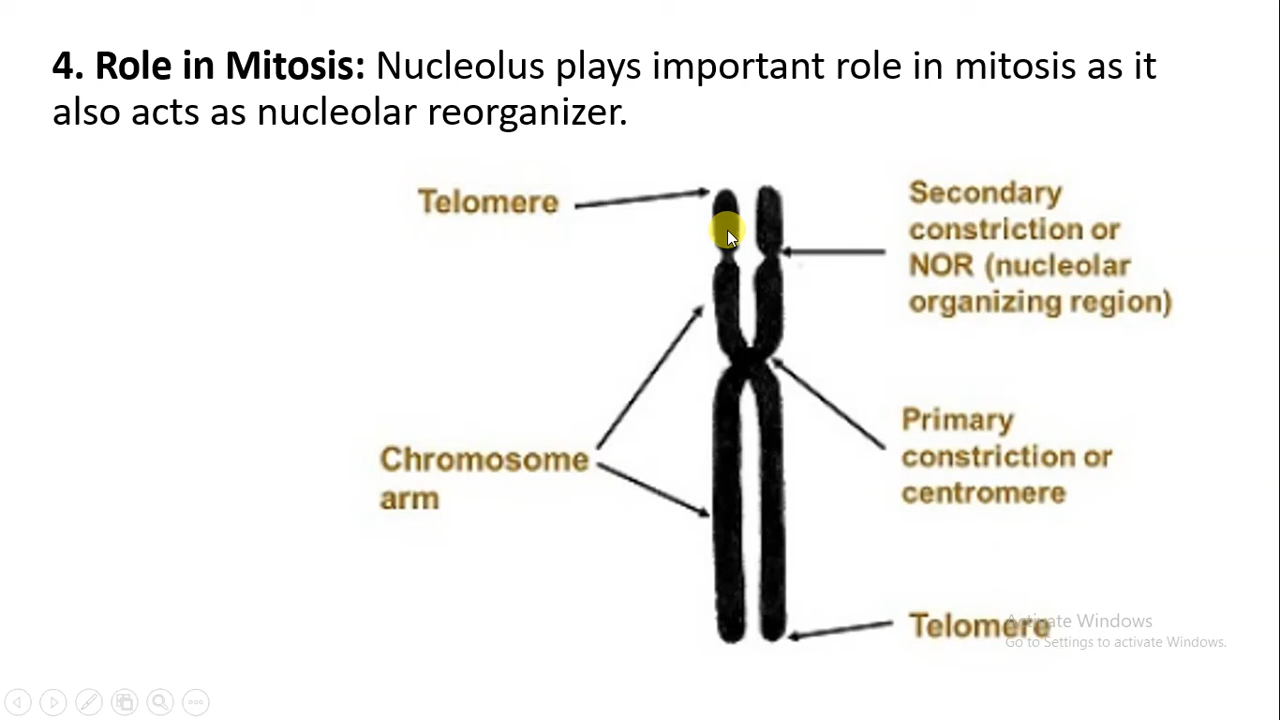 4. Role in Mitosis: Nucleolus plays important role in mitosis as it
also acts as nucleolar reorganizer.
Telomere
Secondary
constriction or
NOR (nucleolar
organizing region)
Chromosome
arm
Primary
constriction or
centromere
Telomere
Activate Windows
Go to Settings to activate Windows.